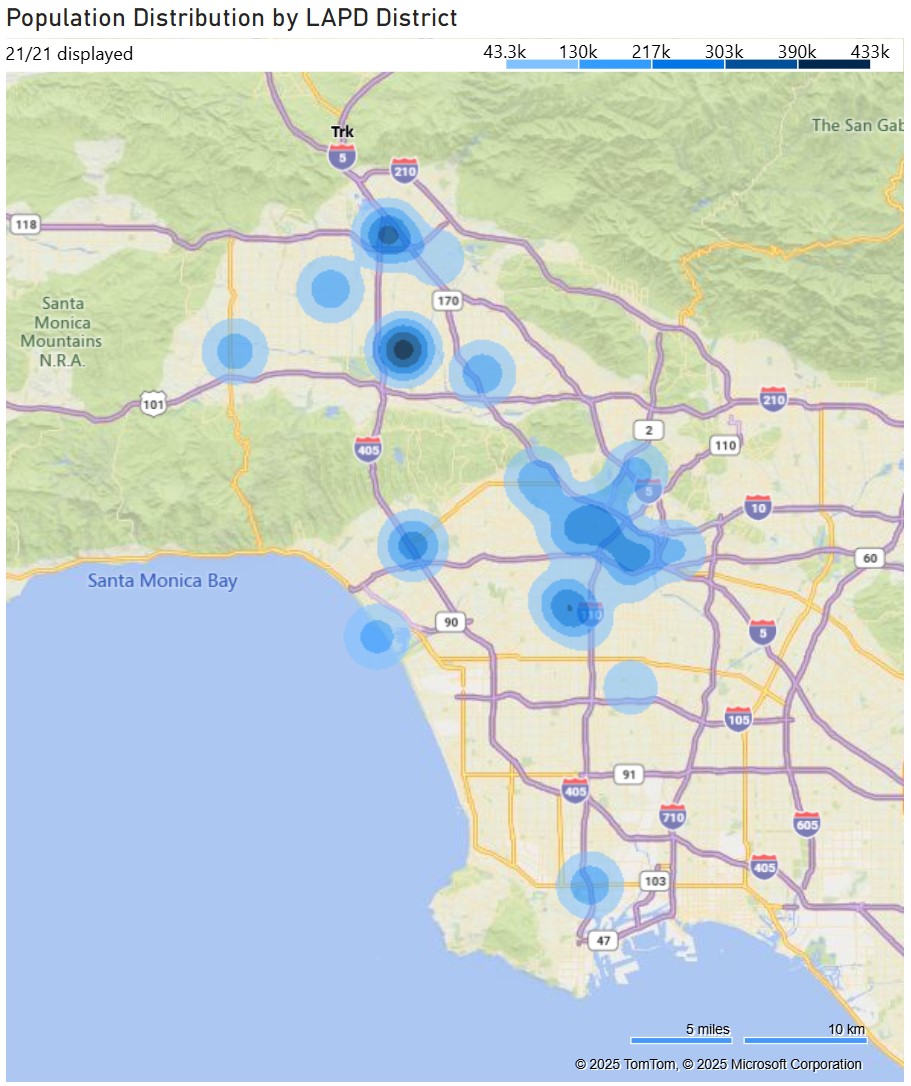 Population Distribution by LAPD District
21/21 displayed
43.3k 130k 217k 303k 390k 433k
The San Gab
Trk
5
210
118
170
Santa
Monica
Mountains
N.R.A.
101
210
2
110
405
5
10
60
Santa Monica Bay
110
90
5
105
91
405
710
605
405
103
47
5 miles 10 km
© 2025 TomTom, © 2025 Microsoft Corporation